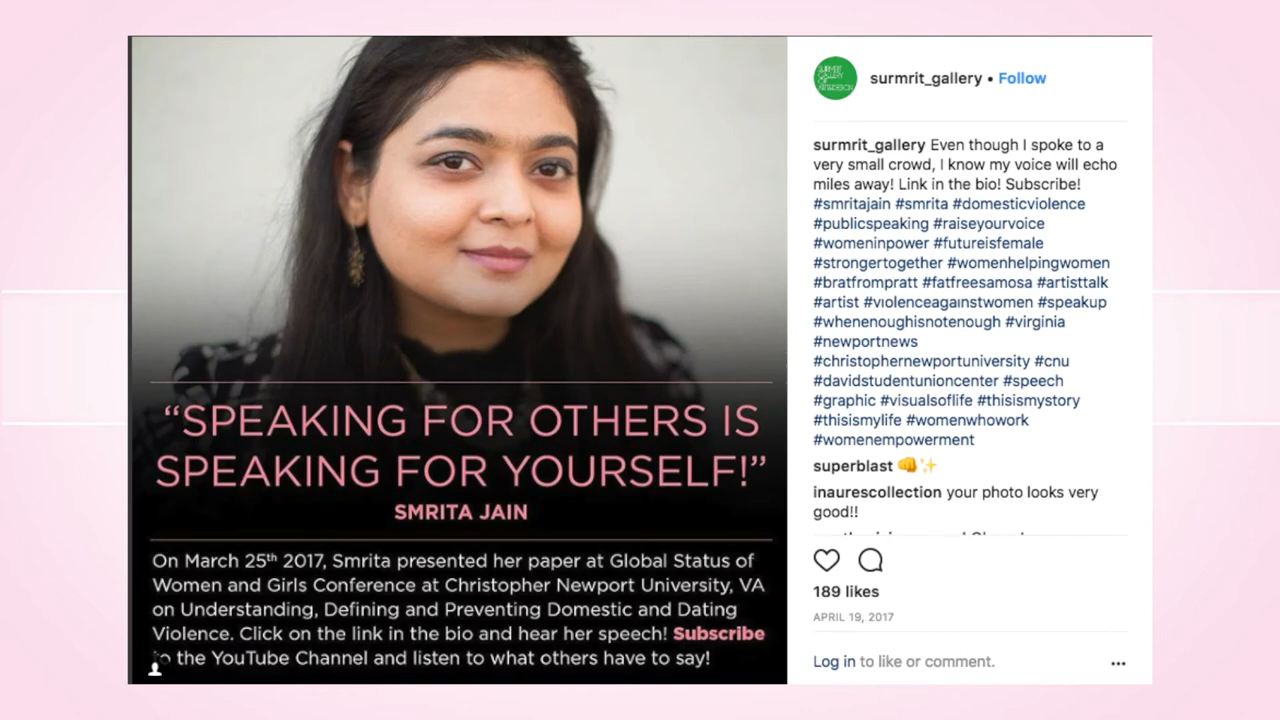 “SPEAKING FOR OTHERS IS
SPEAKING FOR YOURSELF!”
SMRITA JAIN
On March 25th 2017, Smrita presented her paper at Global Status of
Women and Girls Conference at Christopher Newport University, VA
on Understanding, Defining and Preventing Domestic and Dating
Violence. Click on the link in the bio and hear her speech! Subscribe
to the YouTube Channel and listen to what others have to say!
SURMRIT
GALLERY
surmrit_gallery • Follow
surmrit_gallery Even though I spoke to a
very small crowd, I know my voice will echo
miles away! Link in the bio! Subscribe!
#smritajain #smrita #domesticviolence
#publicspeaking #raiseyourvoice
#womeninpower #futureisfemale
#strongertogether #womenhelpingwomen
#bratfrompratt #fatfreesamosa #artisttalk
#artist #violenceagainstwomen #speakup
#whenenoughisnotenough #virginia
#newportnews
#christophernewportuniversity #cnu
#davidstudentunioncenter #speech
#graphic #visualsoflife #thisismystory
#thisismylife #womenwhowork
#womenempowerment
superblast 👊✨
inaurescollection your photo looks very
good!!
189 likes
APRIL 19, 2017
Log in to like or comment.